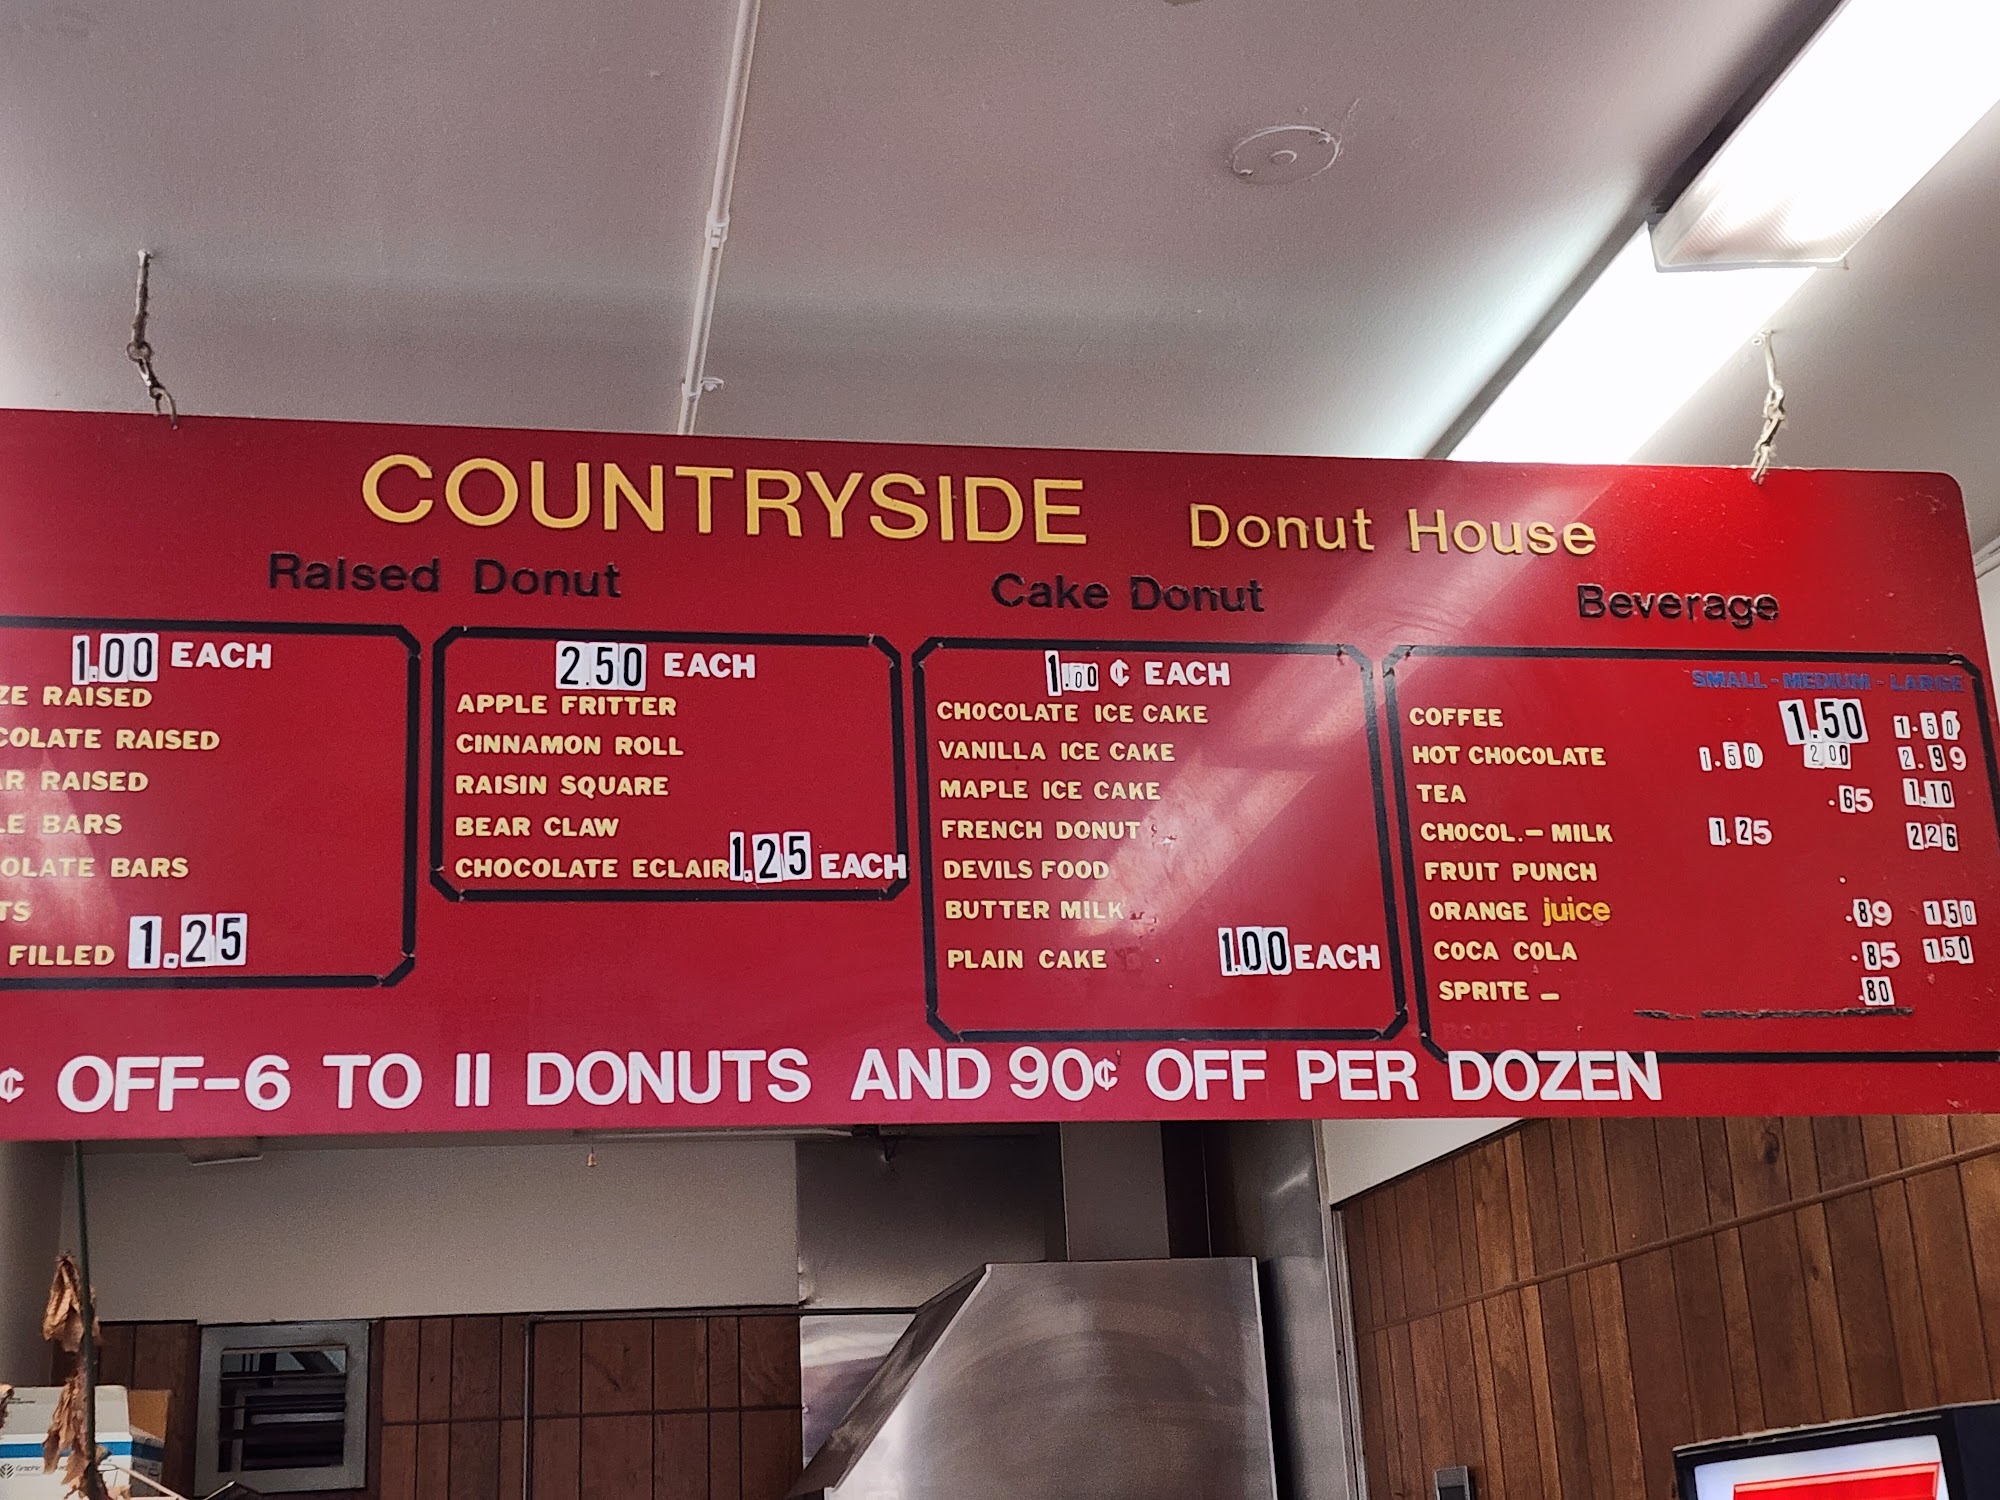 COUNTRYSIDE Donut House
Raised Donut
1.00 EACH
ZE RAISED
COLATE RAISED
AR RAISED
LE BARS
OLATE BARS
TS
FILLED 1.25
2.50 EACH
APPLE FRITTER
CINNAMON ROLL
RAISIN SQUARE
BEAR CLAW
CHOCOLATE ECLAIR 1.25 EACH
Cake Donut
1.00 ¢ EACH
CHOCOLATE ICE CAKE
VANILLA ICE CAKE
MAPLE ICE CAKE
FRENCH DONUT
DEVILS FOOD
BUTTER MILK
PLAIN CAKE 1.00 EACH
Beverage
SMALL - MEDIUM - LARGE
COFFEE 1.50 1.50
HOT CHOCOLATE 1.50 2.00 2.99
TEA .65 1.10
CHOCOL.- MILK 1.25 2.26
FRUIT PUNCH .
ORANGE juice .89 1.50
COCA COLA .85 1.50
SPRITE - .80
¢ OFF-6 TO 11 DONUTS AND 90¢ OFF PER DOZEN